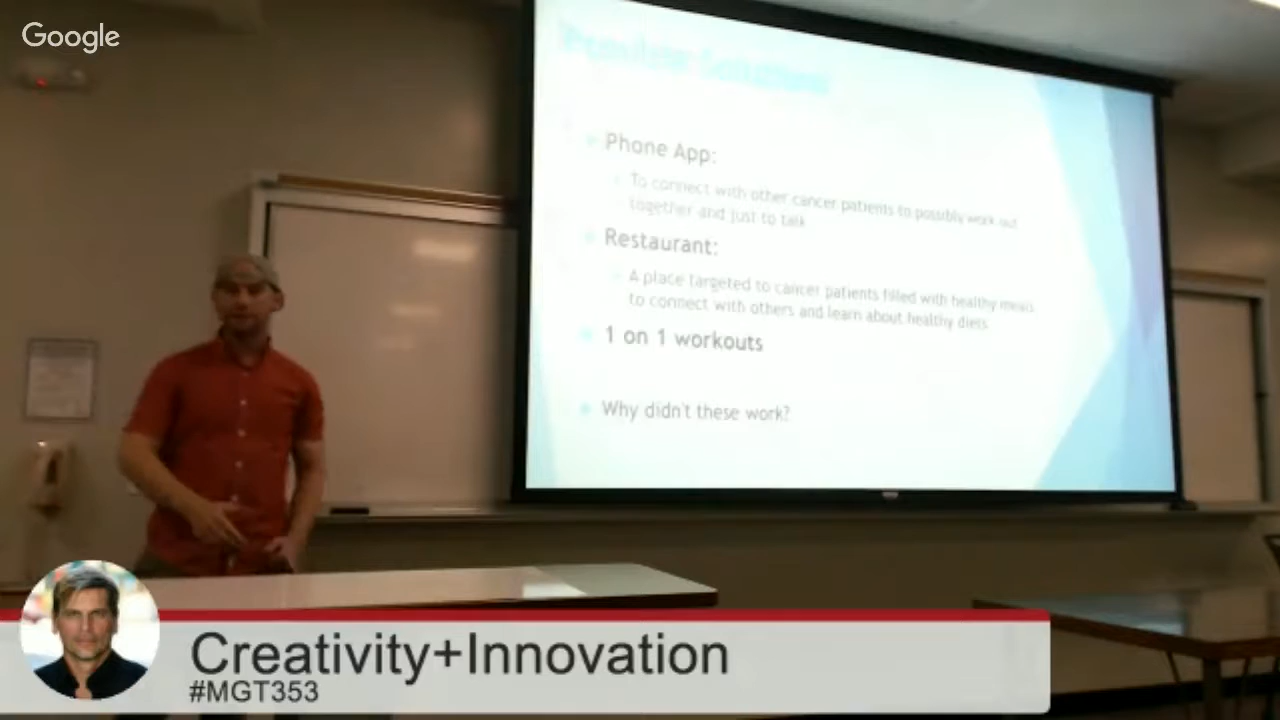 Google
Phone App:
To connect with other cancer patients to possibly work out
together and just to talk
Restaurant:
A place targeted to cancer patients filled with healthy meals
to connect with others and learn about healthy diets
1 on 1 workouts
Why didn't these work?
Creativity+Innovation
#MGT353